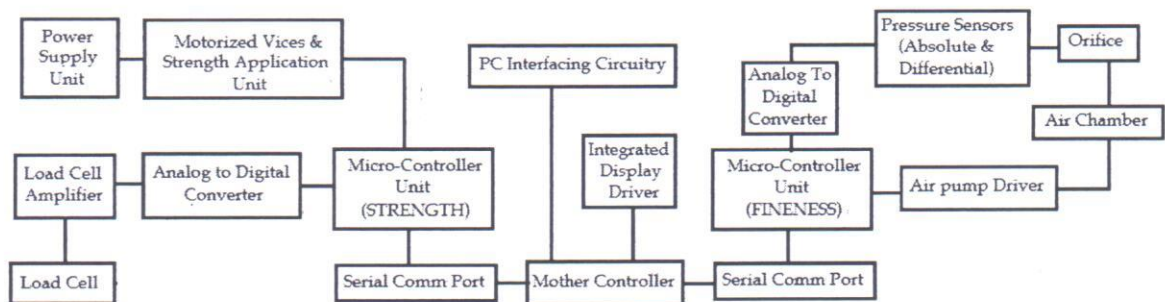 Power
Supply
Unit
Motorized Vices &
Strength Application
Unit
PC Interfacing Circuitry
Pressure Sensors
(Absolute &
Differential)
Orifice
Analog To
Digital
Converter
Air Chamber
Load Cell
Amplifier
Analog to Digital
Converter
Micro-Controller
Unit
(STRENGTH)
Integrated
Display
Driver
Micro-Controller
Unit
(FINENESS)
Air pump Driver
Load Cell
Serial Comm Port
Mother Controller
Serial Comm Port